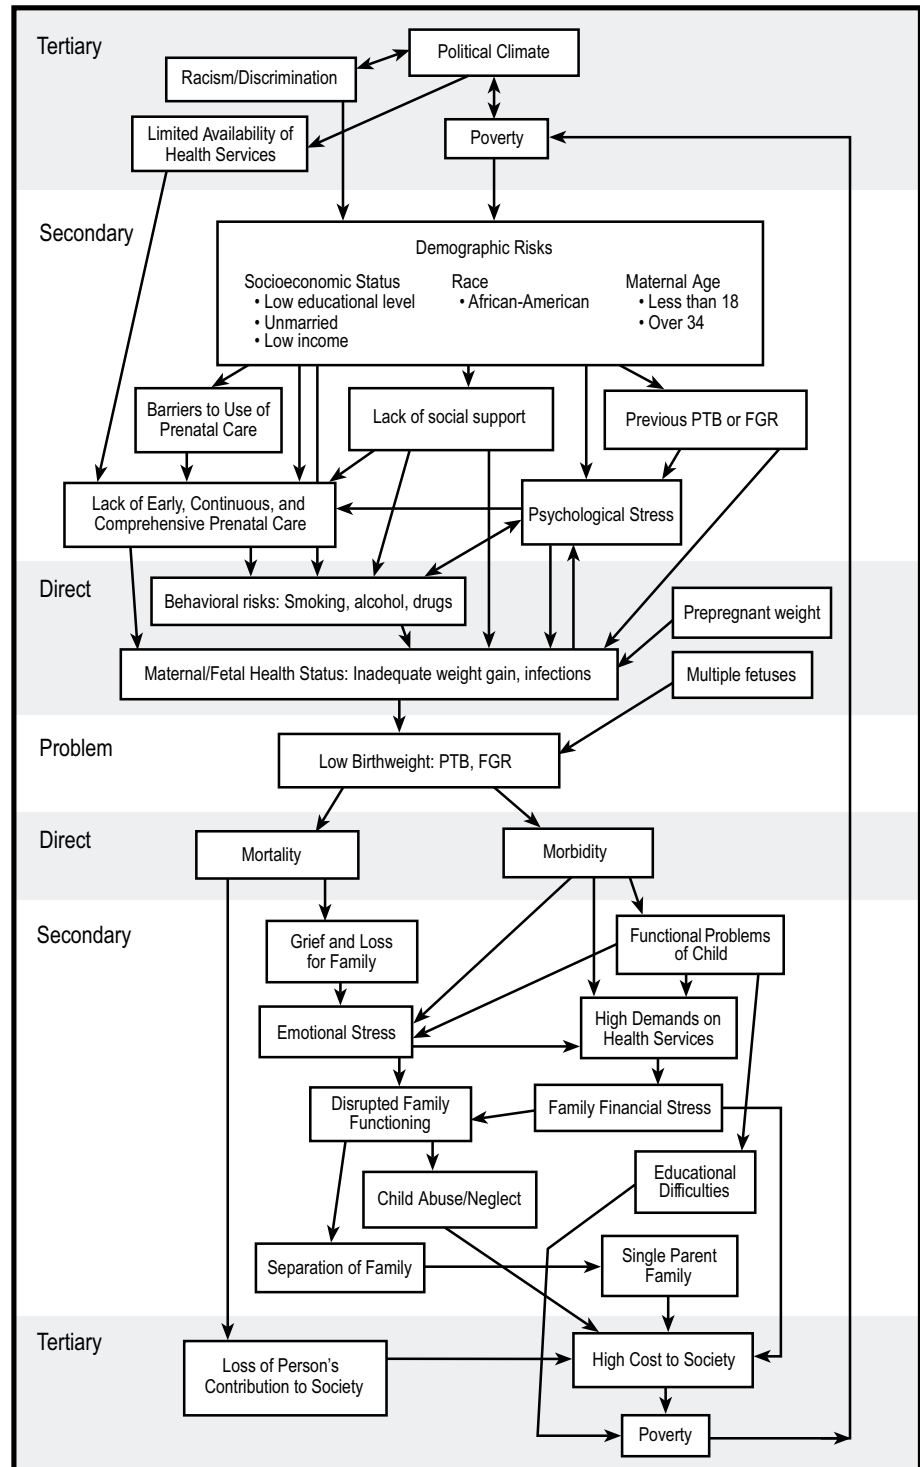 Tertiary
Political Climate
Racism/Discrimination
Limited Availability of
Health Services
Poverty
Secondary
Demographic Risks
Socioeconomic Status
• Low educational level
• Unmarried
• Low income
Race
• African-American
Maternal Age
• Less than 18
• Over 34
Barriers to Use of
Prenatal Care
Lack of social support
Previous PTB or FGR
Lack of Early, Continuous, and
Comprehensive Prenatal Care
Psychological Stress
Direct
Behavioral risks: Smoking, alcohol, drugs
Prepregnant weight
Maternal/Fetal Health Status: Inadequate weight gain, infections
Multiple fetuses
Problem
Low Birthweight: PTB, FGR
Direct
Mortality
Morbidity
Secondary
Grief and Loss
for Family
Functional Problems
of Child
Emotional Stress
High Demands on
Health Services
Disrupted Family
Functioning
Family Financial Stress
Child Abuse/Neglect
Educational
Difficulties
Separation of Family
Single Parent
Family
Tertiary
Loss of Person's
Contribution to Society
High Cost to Society
Poverty